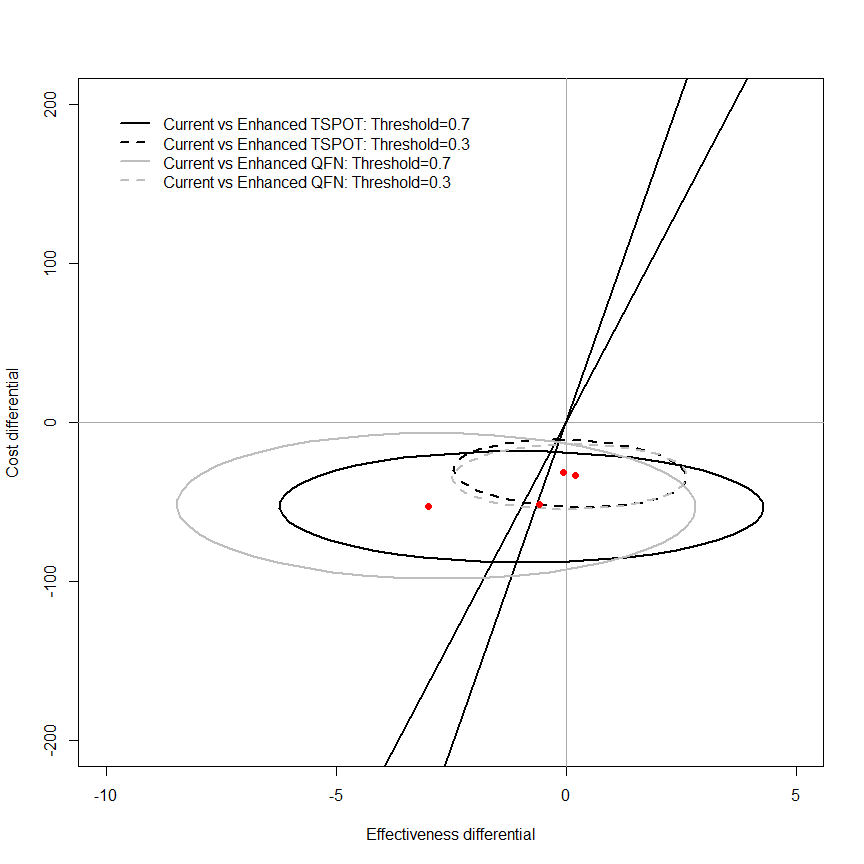 200
100
0
-100
-200
Cost differential
Current vs Enhanced TSPOT: Threshold=0.7
Current vs Enhanced TSPOT: Threshold=0.3
Current vs Enhanced QFN: Threshold=0.7
Current vs Enhanced QFN: Threshold=0.3
-10
-5
0
5
Effectiveness differential